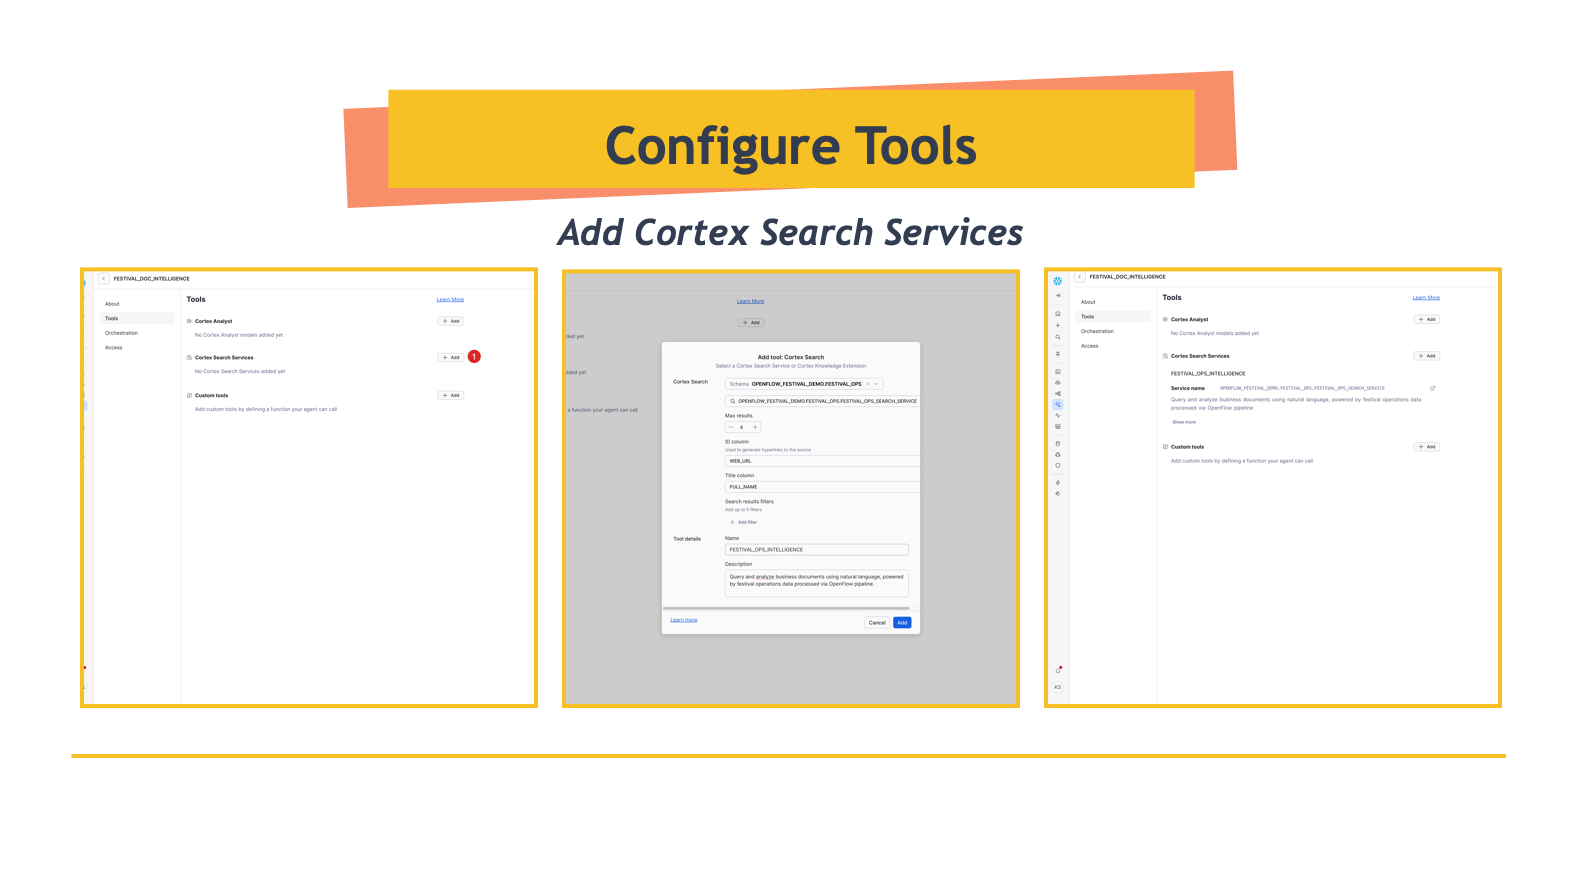 Configure Tools
Add Cortex Search Services
FESTIVAL_DOC_INTELLIGENCE
About
Tools
Orchestration
Access
Tools
Learn More
Cortex Analyst
+ Add
No Cortex Analyst models added yet
Cortex Search Services
+ Add
1
No Cortex Search Services added yet
Custom tools
+ Add
Add custom tools by defining a function your agent can call
Learn More
+ Add
ded yet
dded yet
a function your agent can call
Add tool: Cortex Search
Select a Cortex Search Service or Cortex Knowledge Extension
Cortex Search
Schema OPENFLOW_FESTIVAL_DEMO.FESTIVAL_OPS
OPENFLOW_FESTIVAL_DEMO.FESTIVAL_OPS.FESTIVAL_OPS_SEARCH_SERVICE
Max results
4
ID column
Used to generate hyperlinks to the source
WEB_URL
Title column
FULL_NAME
Search results filters
Add up to 5 filters
+ Add filter
Tool details
Name
FESTIVAL_OPS_INTELLIGENCE
Description
Query and analyze business documents using natural language, powered
by festival operations data processed via OpenFlow pipeline.
Learn more
Cancel
Add
FESTIVAL_DOC_INTELLIGENCE
About
Tools
Orchestration
Access
Tools
Learn More
Cortex Analyst
+ Add
No Cortex Analyst models added yet
Cortex Search Services
+ Add
FESTIVAL_OPS_INTELLIGENCE
Service name OPENFLOW_FESTIVAL_DEMO.FESTIVAL_OPS.FESTIVAL_OPS_SEARCH_SERVICE
Query and analyze business documents using natural language, powered by festival operations data
processed via OpenFlow pipeline.
Show more
Custom tools
+ Add
Add custom tools by defining a function your agent can call
KS